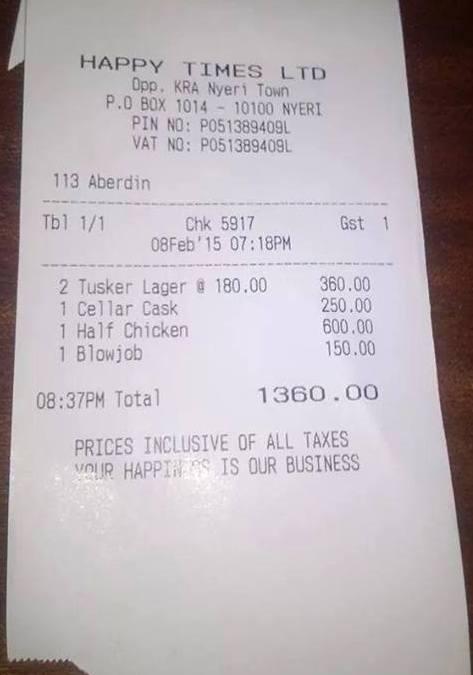 HAPPY TIMES LTD
Opp. KRA Nyeri Town
P.O BOX 1014 - 10100 NYERI
PIN NO: P051389409L
VAT NO: P051389409L
113 Aberdin
Tbl 1/1 Chk 5917 Gst 1
08Feb'15 07:18PM
2 Tusker Lager @ 180.00 360.00
1 Cellar Cask 250.00
1 Half Chicken 600.00
1 Blowjob 150.00
08:37PM Total 1360.00
PRICES INCLUSIVE OF ALL TAXES
YOUR HAPPINESS IS OUR BUSINESS